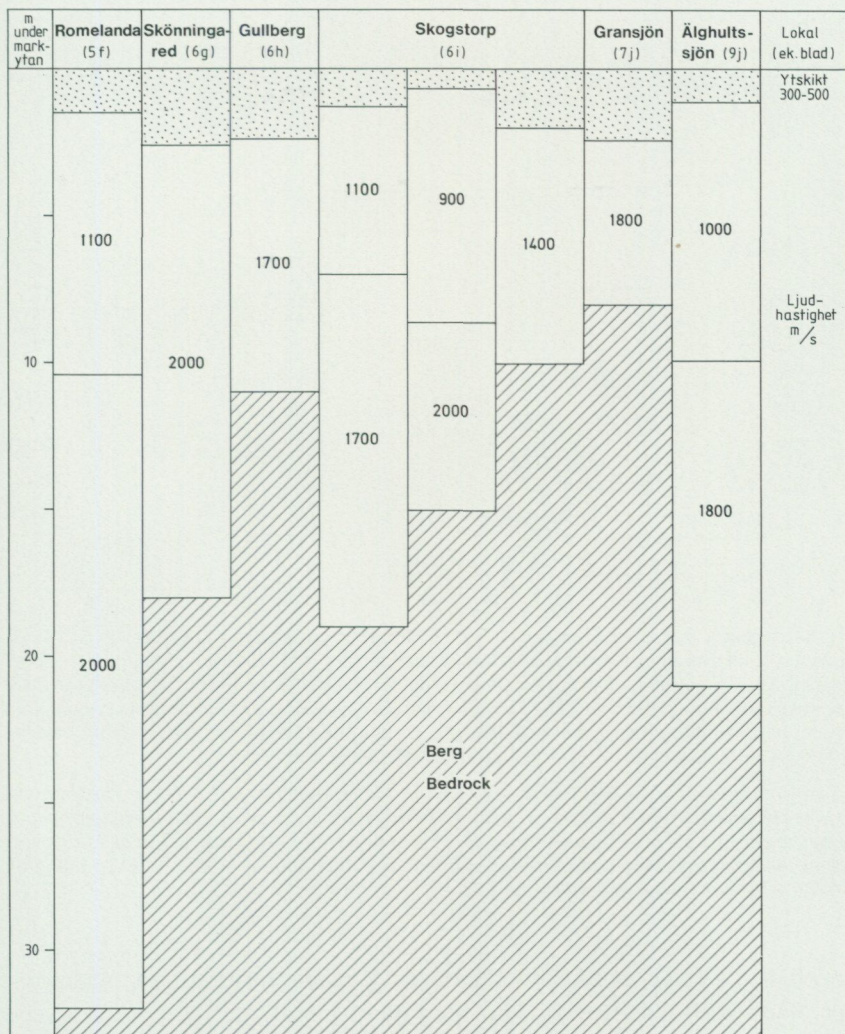 m
under
mark-
ytan
Romelanda
(5f)
Skönninga-
red (6g)
Gullberg
(6h)
Skogstorp
(6i)
Gransjön
(7j)
Älghults-
sjön (9j)
Lokal
(ek. blad)
Ytskikt
300-500
1100
900
1100
1700
1400
1800
1000
Ljud-
hastighet
m/s
10
2000
2000
1700
1800
20
2000
Berg
Bedrock
30